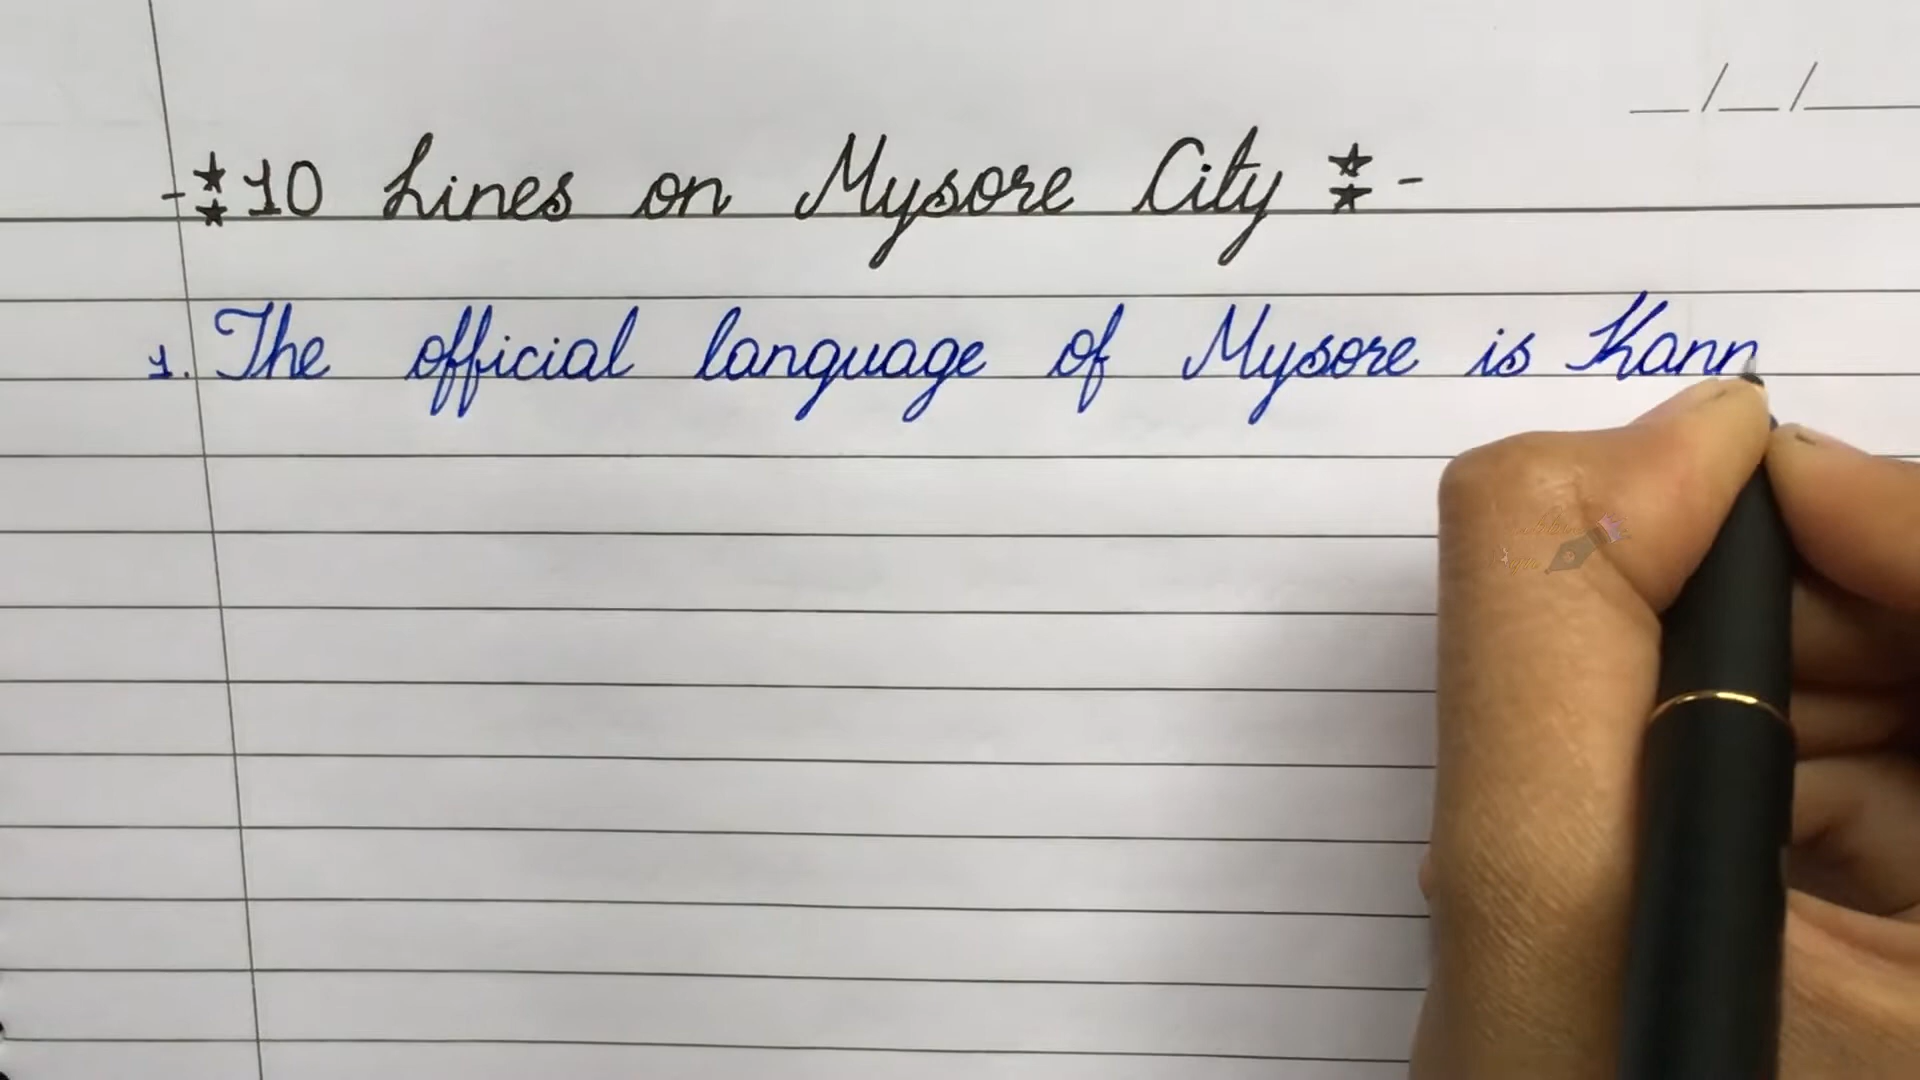 -⁑10 Lines on Mysore City ⁑-
1. The official language of Mysore is Kann